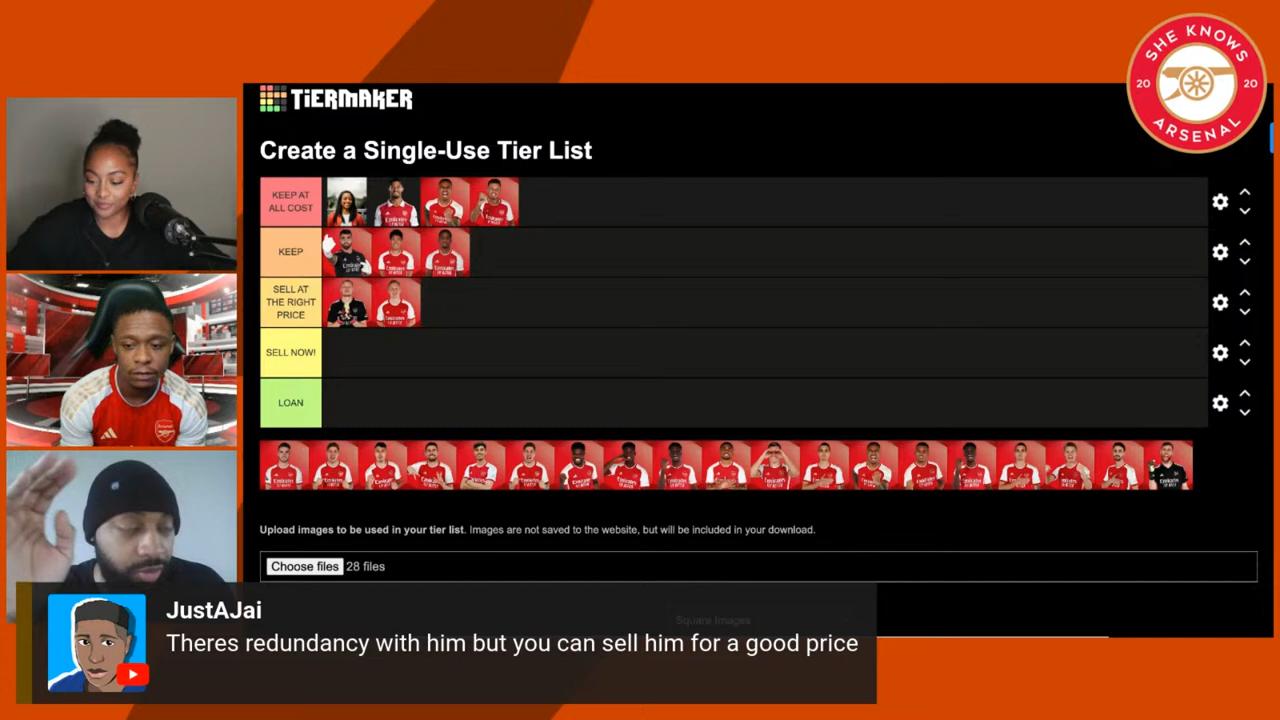 SHE KNOWS
20 20
ARSENAL
TiERMAKER
Create a Single-Use Tier List
KEEP AT
ALL COST
KEEP
SELL AT
THE RIGHT
PRICE
SELL NOW!
LOAN
Upload images to be used in your tier list. Images are not saved to the website, but will be included in your download.
Choose files 28 files
Square Images
JustAJai
Theres redundancy with him but you can sell him for a good price